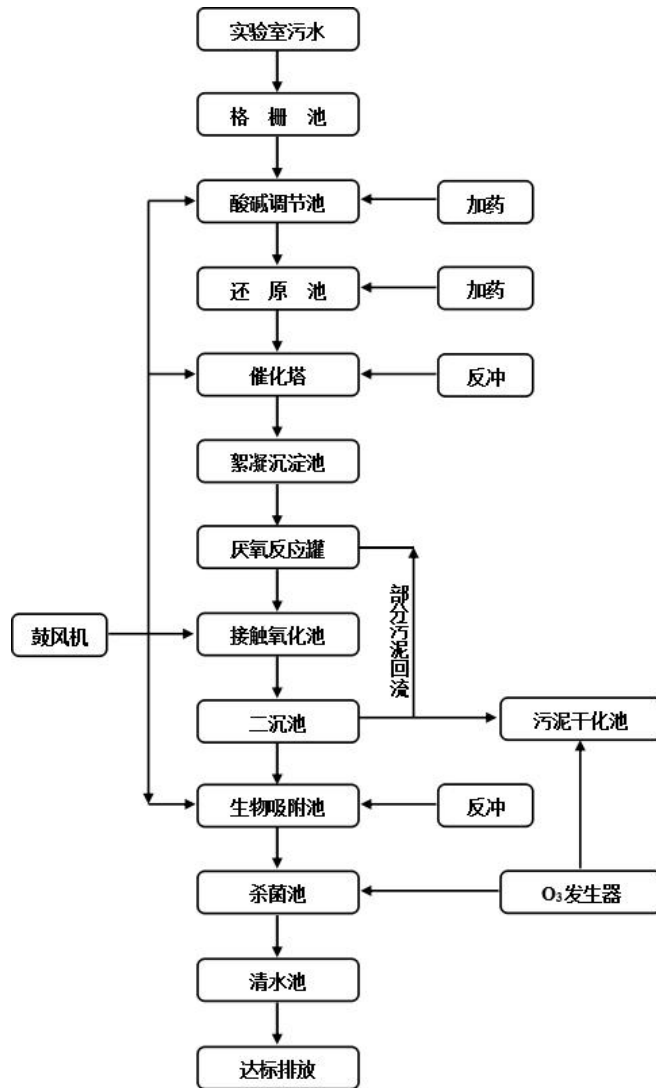 实验室污水
格 栅 池
酸碱调节池
加药
还 原 池
加药
催化塔
反冲
絮凝沉淀池
厌氧反应罐
部分污泥回流
鼓风机
接触氧化池
二沉池
污泥干化池
生物吸附池
反冲
杀菌池
O₃发生器
清水池
达标排放